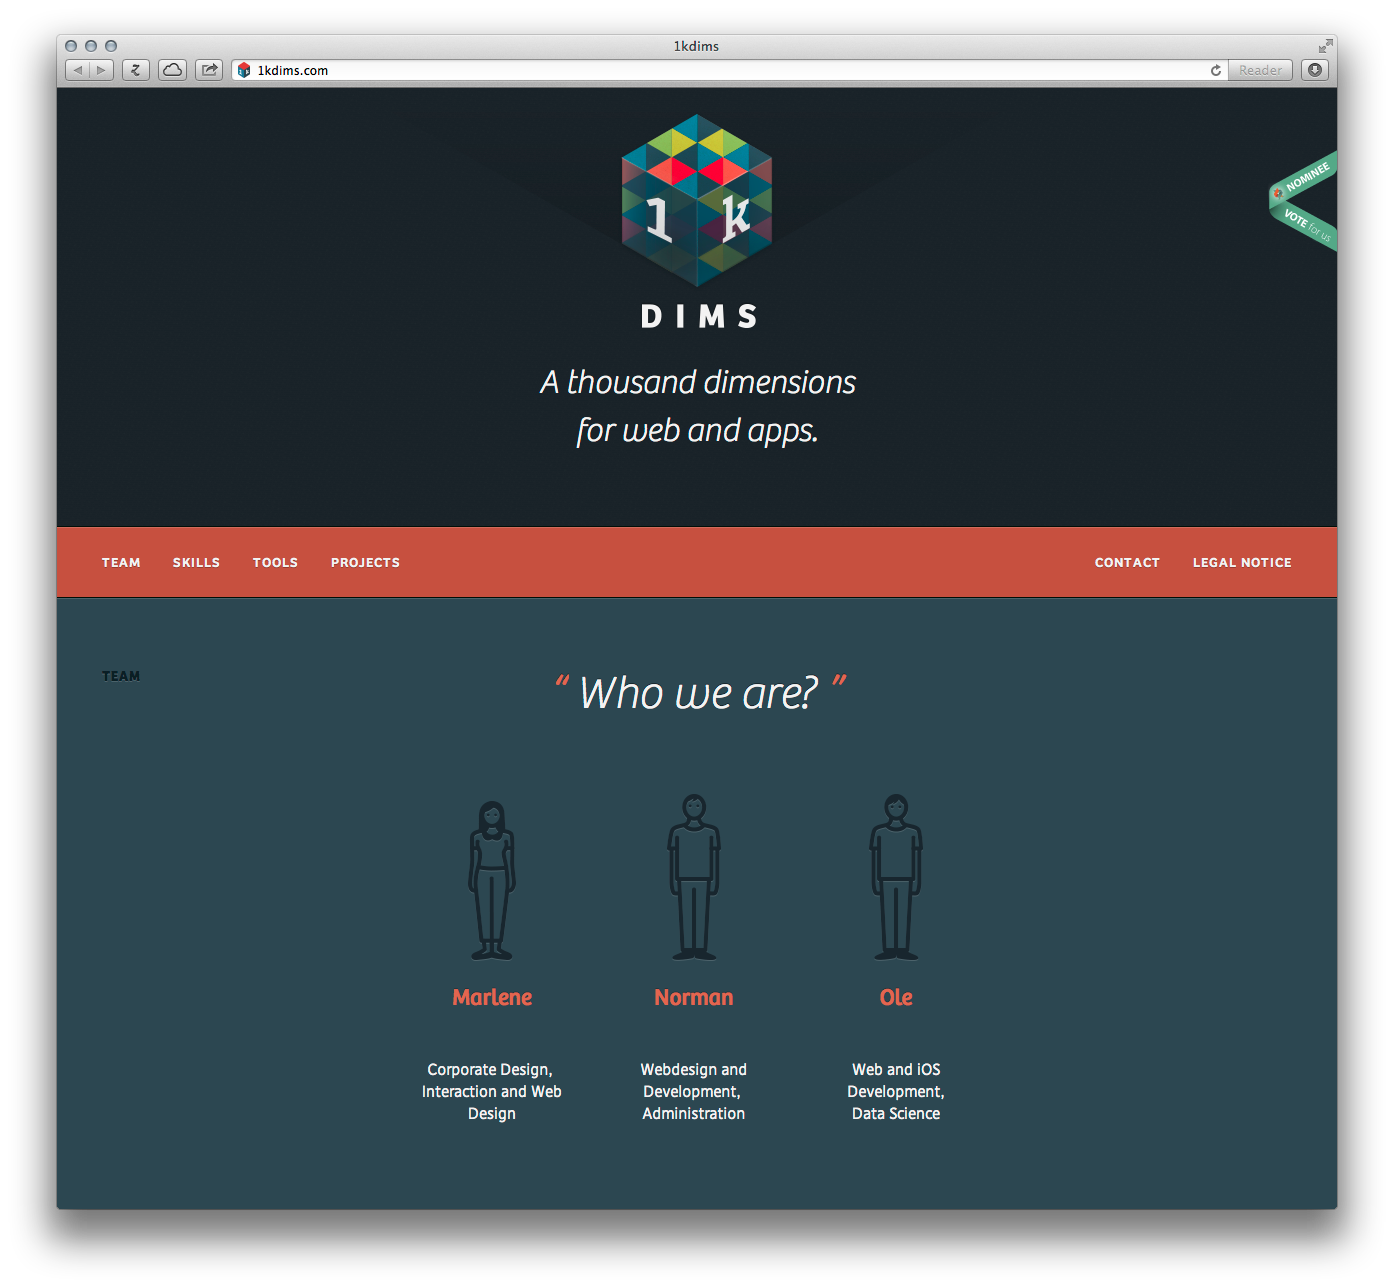 1kdims
1kdims.com
Reader
1 k
NOMINEE
VOTE for us
DIMS
A thousand dimensions
for web and apps.
TEAM SKILLS TOOLS PROJECTS CONTACT LEGAL NOTICE
TEAM
“ Who we are? ”
Marlene Norman Ole
Corporate Design,
Interaction and Web
Design
Webdesign and
Development,
Administration
Web and iOS
Development,
Data Science